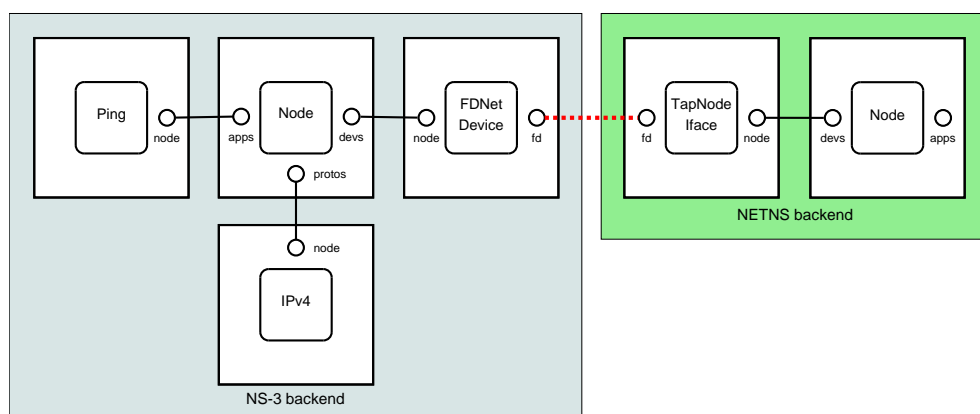 Ping
node
apps
Node
devs
protos
node
FDNet
Device
fd
fd
TapNode
Iface
node
devs
Node
apps
NETNS backend
node
IPv4
NS-3 backend